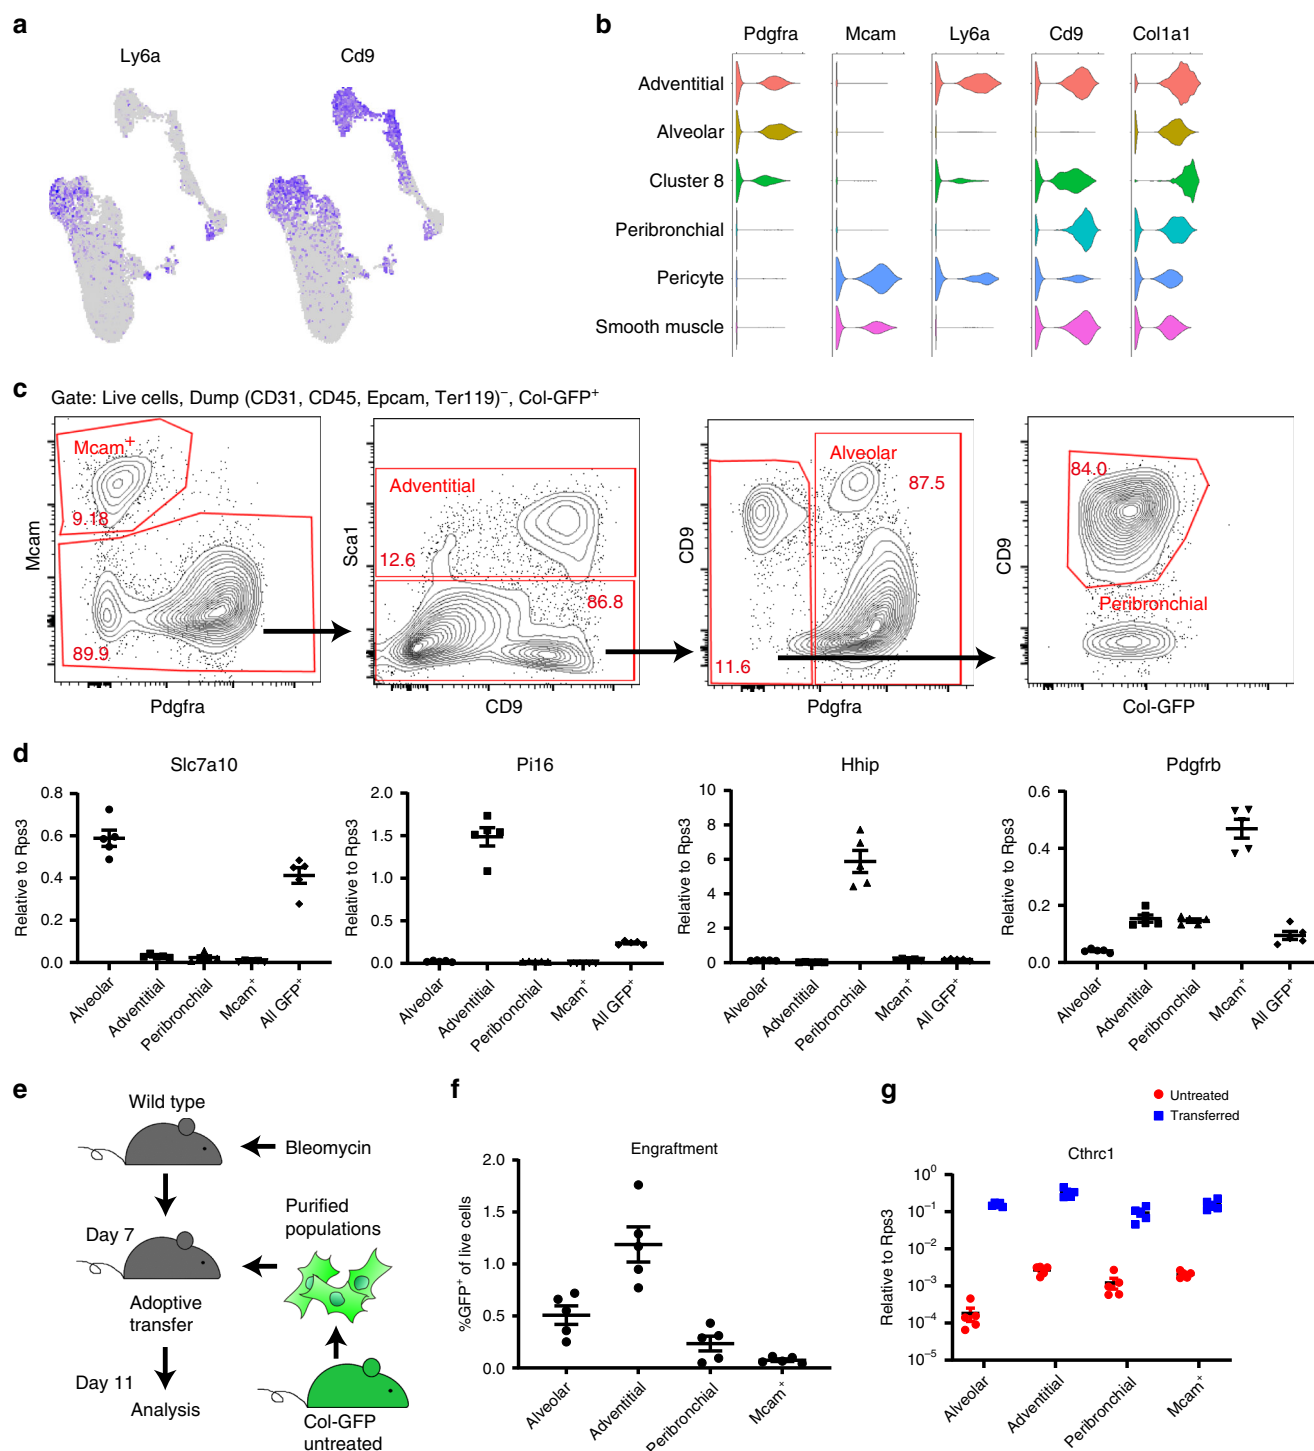 a
Ly6a
Cd9
b
Pdgfra
Mcam
Ly6a
Cd9
Col1a1
Adventitial
Alveolar
Cluster 8
Peribronchial
Pericyte
Smooth muscle
c
Gate: Live cells, Dump (CD31, CD45, Epcam, Ter119)⁻, Col-GFP⁺
Mcam
Mcam⁺
9.18
89.9
Pdgfra
Sca1
Adventitial
12.6
86.8
CD9
CD9
Alveolar
87.5
11.6
Pdgfra
CD9
84.0
Peribronchial
Col-GFP
d
Slc7a10
Relative to Rps3
0.8
0.6
0.4
0.2
0.0
Alveolar
Adventitial
Peribronchial
Mcam⁺
All GFP⁺
Pi16
Relative to Rps3
2.0
1.5
1.0
0.5
0.0
Alveolar
Adventitial
Peribronchial
Mcam⁺
All GFP⁺
Hhip
Relative to Rps3
10
8
6
4
2
0
Alveolar
Adventitial
Peribronchial
Mcam⁺
All GFP⁺
Pdgfrb
Relative to Rps3
0.6
0.4
0.2
0.0
Alveolar
Adventitial
Peribronchial
Mcam⁺
All GFP⁺
e
Wild type
Bleomycin
Purified
populations
Day 7
Adoptive
transfer
Day 11
Analysis
Col-GFP
untreated
f
Engraftment
%GFP⁺ of live cells
2.0
1.5
1.0
0.5
0.0
Alveolar
Adventitial
Peribronchial
Mcam⁺
g
Untreated
Transferred
Cthrc1
Relative to Rps3
10⁰
10⁻¹
10⁻²
10⁻³
10⁻⁴
10⁻⁵
Alveolar
Adventitial
Peribronchial
Mcam⁺